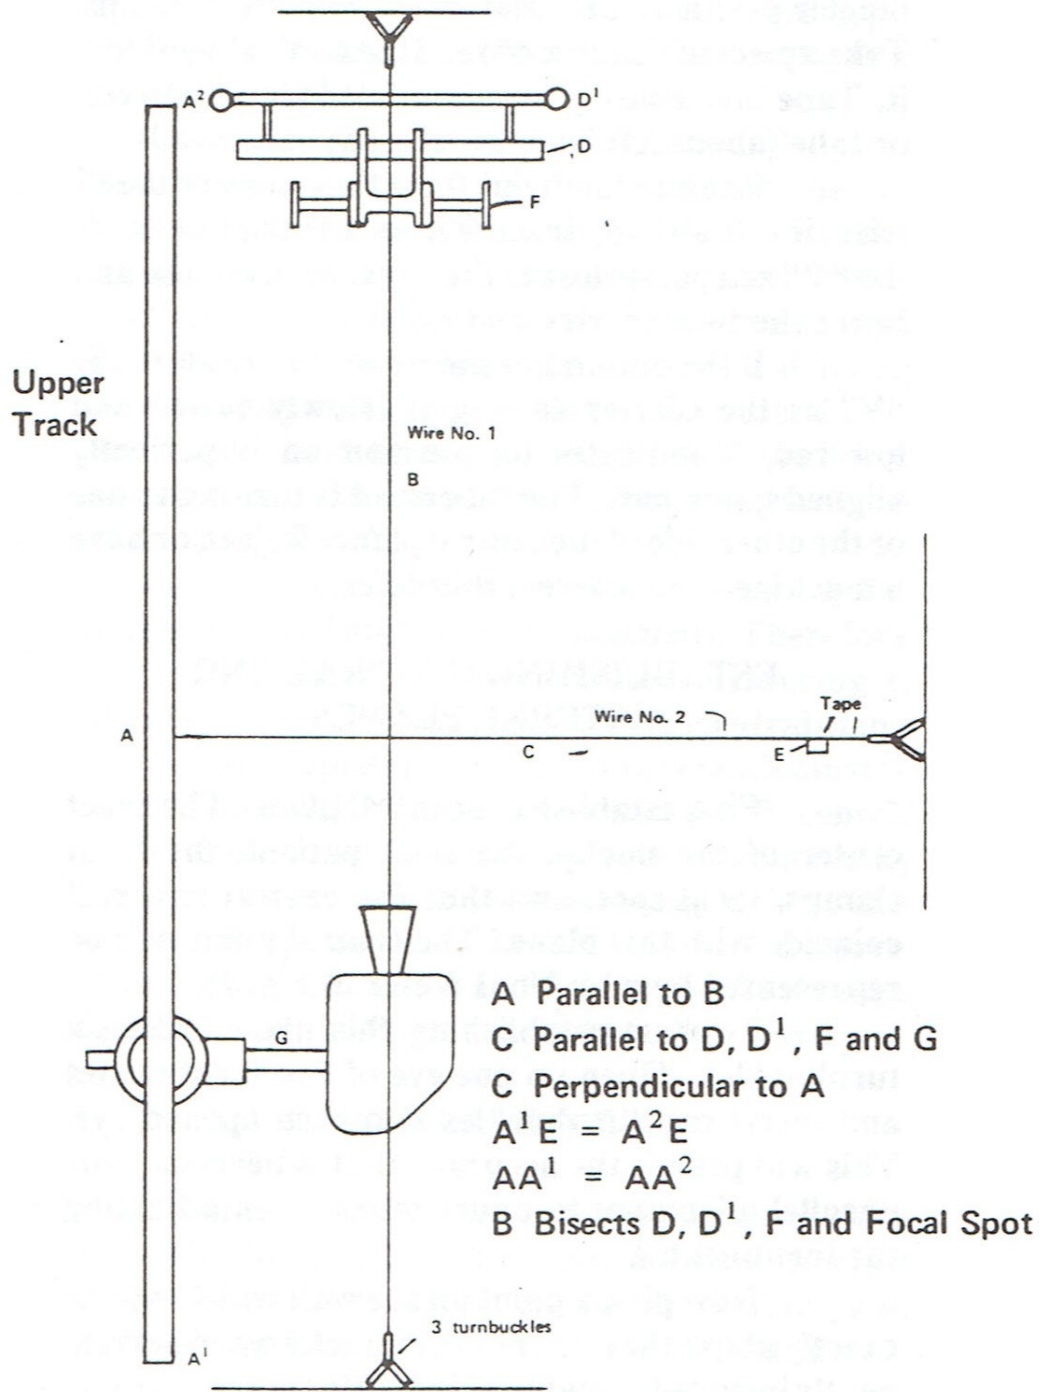 A²
D¹
D
F
Upper
Track
Wire No. 1
B
Tape
Wire No. 2
A
C
E
G
A Parallel to B
C Parallel to D, D¹, F and G
C Perpendicular to A
A¹E = A²E
AA¹ = AA²
B Bisects D, D¹, F and Focal Spot
3 turnbuckles
A¹